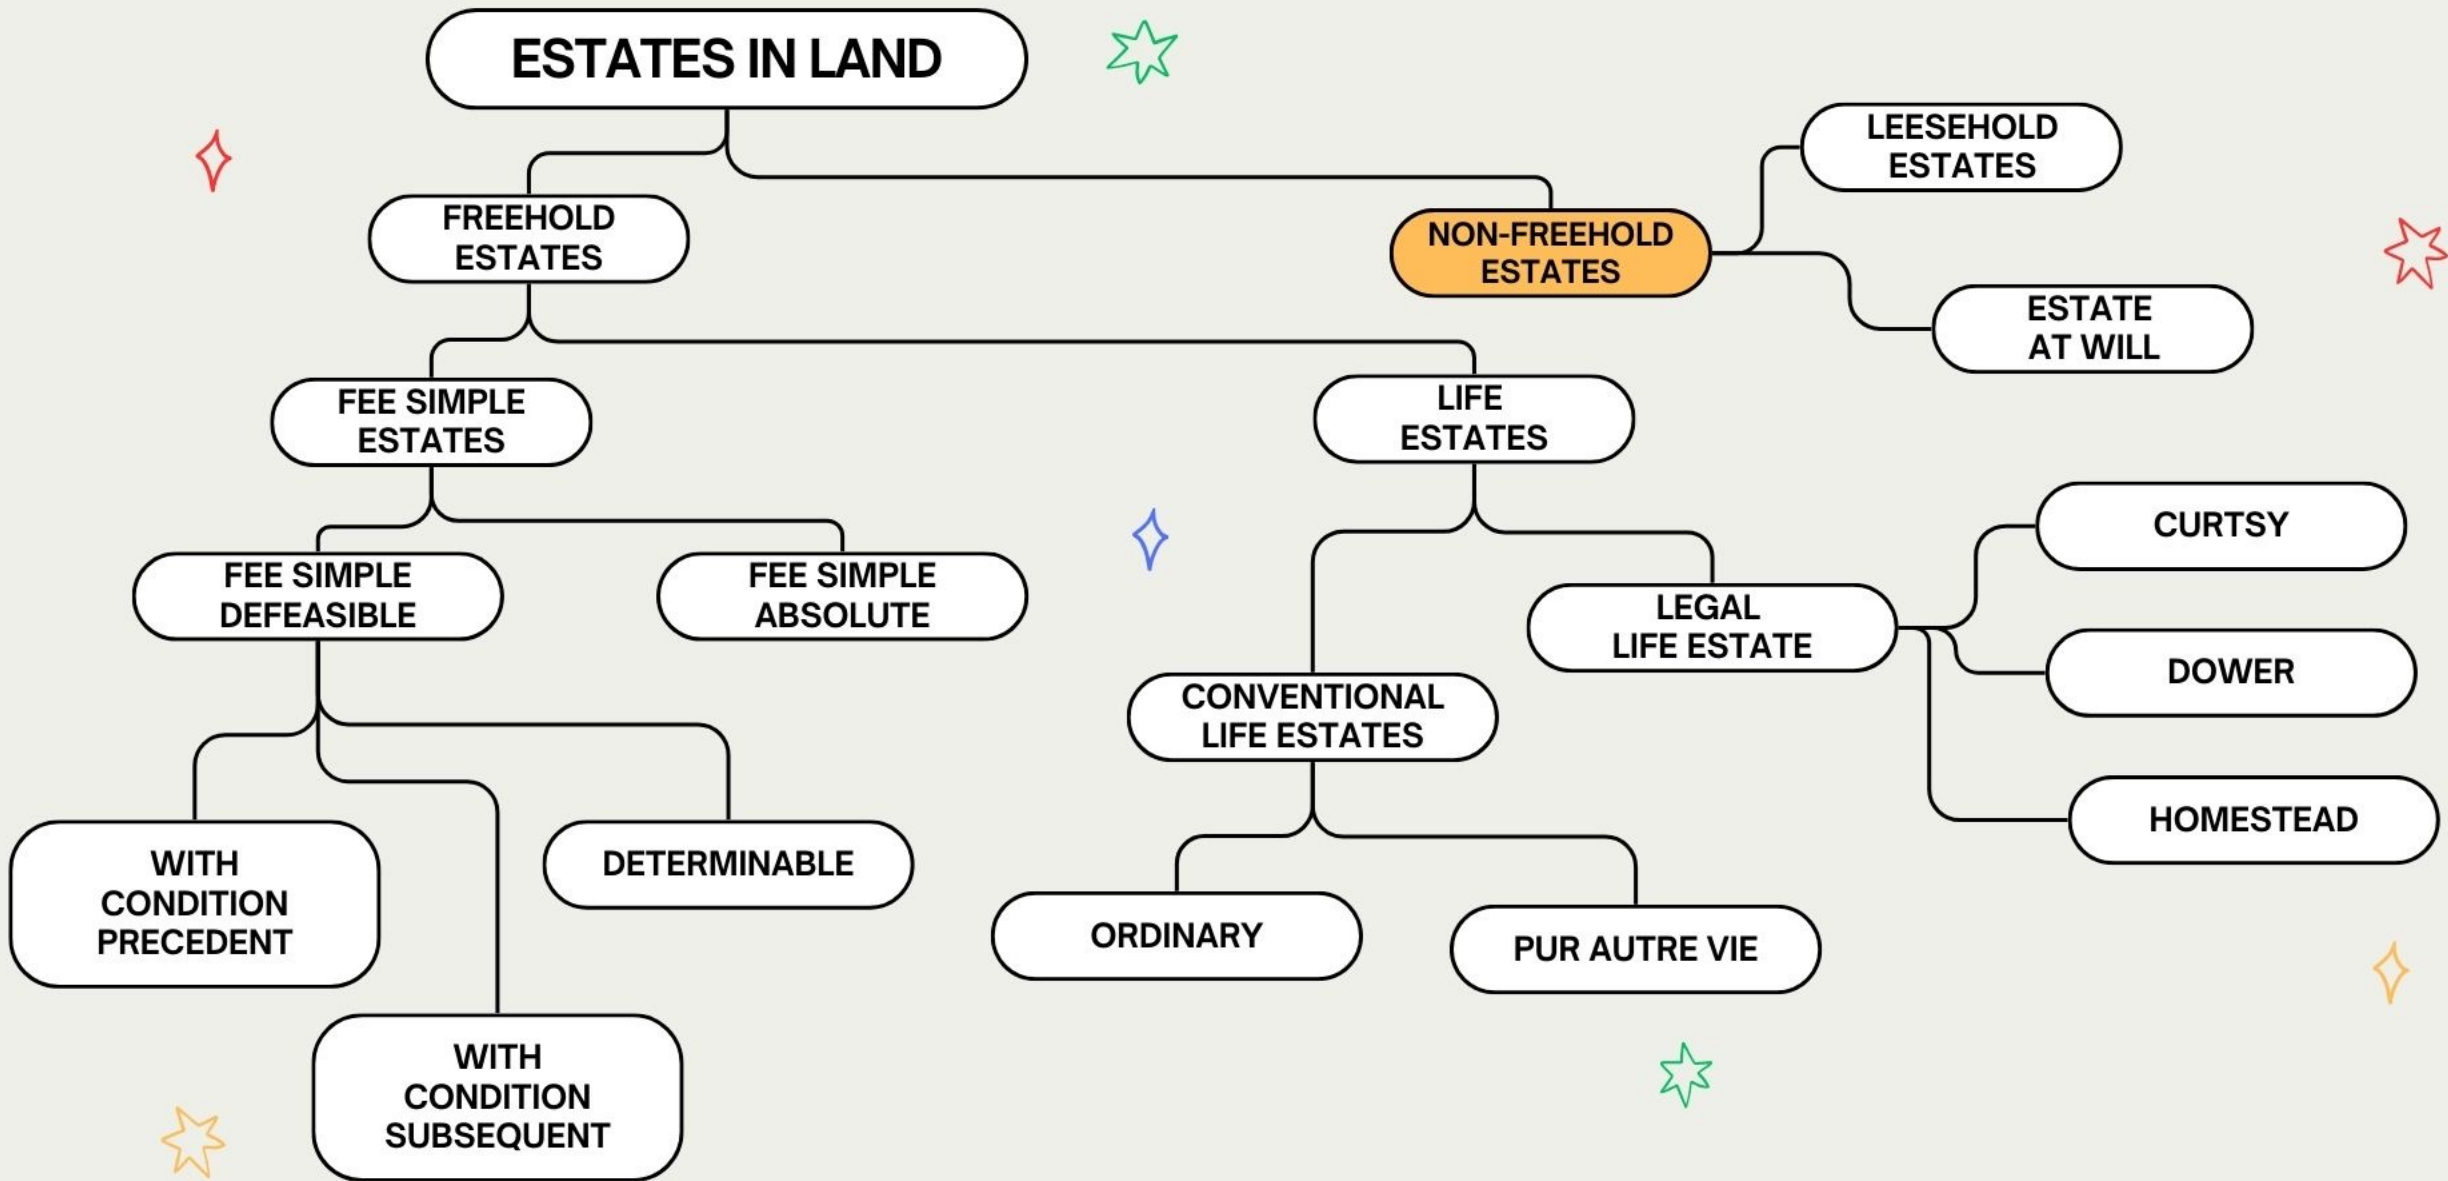 ESTATES IN LAND
LEESEHOLD
ESTATES
FREEHOLD
ESTATES
NON-FREEHOLD
ESTATES
ESTATE
AT WILL
FEE SIMPLE
ESTATES
LIFE
ESTATES
CURTSY
FEE SIMPLE
DEFEASIBLE
FEE SIMPLE
ABSOLUTE
LEGAL
LIFE ESTATE
DOWER
CONVENTIONAL
LIFE ESTATES
HOMESTEAD
WITH
CONDITION
PRECEDENT
DETERMINABLE
ORDINARY
PUR AUTRE VIE
WITH
CONDITION
SUBSEQUENT